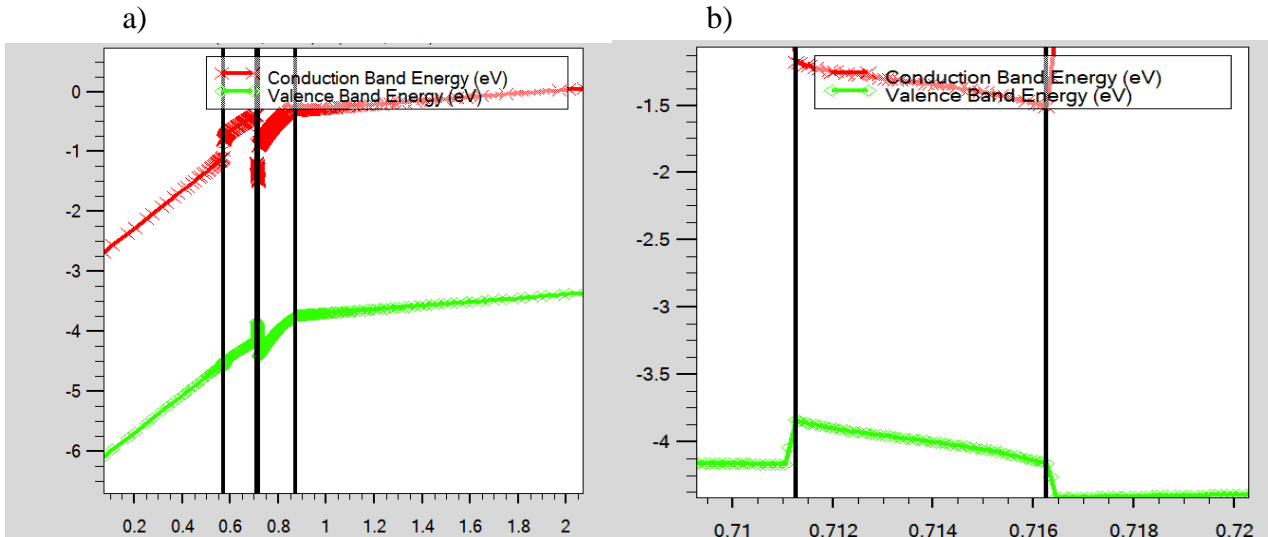 a)
b)
Conduction Band Energy (eV)
Valence Band Energy (eV)
0
-1
-2
-3
-4
-5
-6
0.2 0.4 0.6 0.8 1 1.2 1.4 1.6 1.8 2
Conduction Band Energy (eV)
Valence Band Energy (eV)
-1.5
-2
-2.5
-3
-3.5
-4
0.71 0.712 0.714 0.716 0.718 0.72